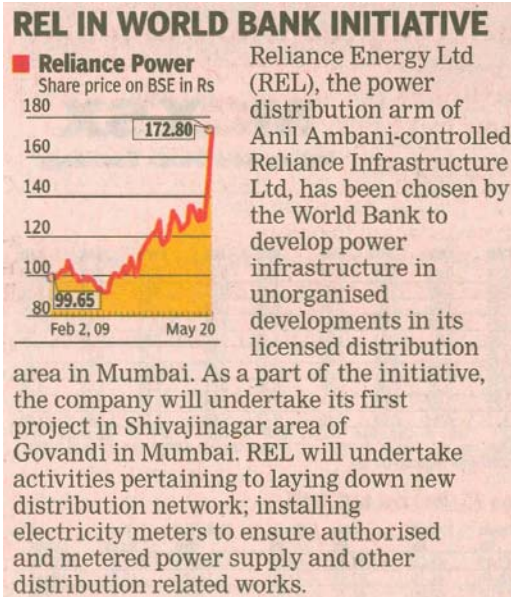 REL IN WORLD BANK INITIATIVE
Reliance Power
Share price on BSE in Rs
180
172.80
160
140
120
100
80
99.65
Feb 2, 09
May 20
Reliance Energy Ltd
(REL), the power
distribution arm of
Anil Ambani-controlled
Reliance Infrastructure
Ltd, has been chosen by
the World Bank to
develop power
infrastructure in
unorganised
developments in its
licensed distribution
area in Mumbai. As a part of the initiative,
the company will undertake its first
project in Shivajinagar area of
Govandi in Mumbai. REL will undertake
activities pertaining to laying down new
distribution network; installing
electricity meters to ensure authorised
and metered power supply and other
distribution related works.